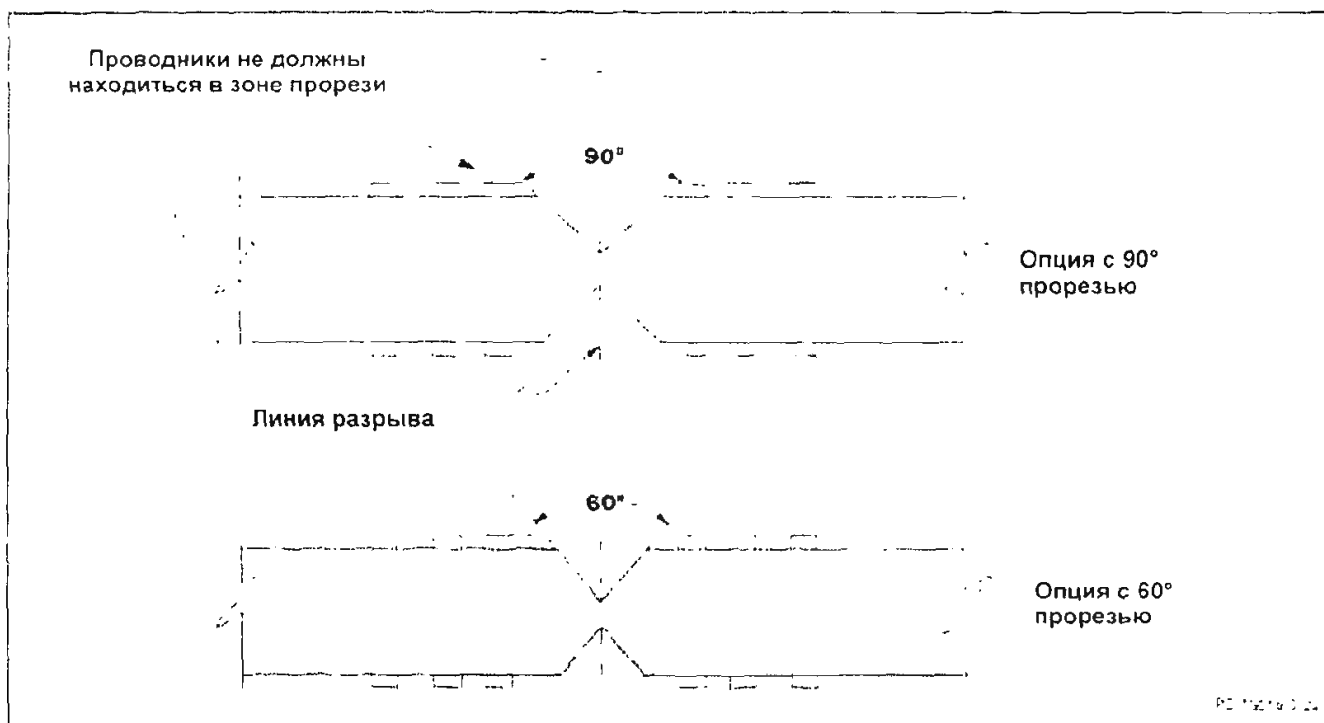 Проводники не должны
находиться в зоне прорези
90°
Опция с 90°
прорезью
Линия разрыва
60°
Опция с 60°
прорезью